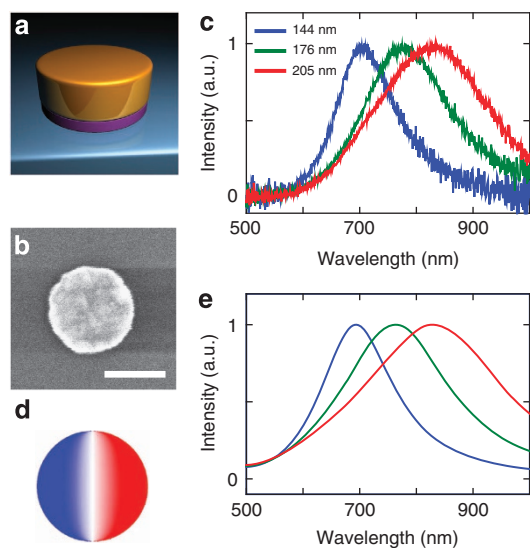 a
b
d
c
144 nm
176 nm
205 nm
Intensity (a.u.)
1
0
500 700 900
Wavelength (nm)
e
Intensity (a.u.)
1
0
500 700 900
Wavelength (nm)